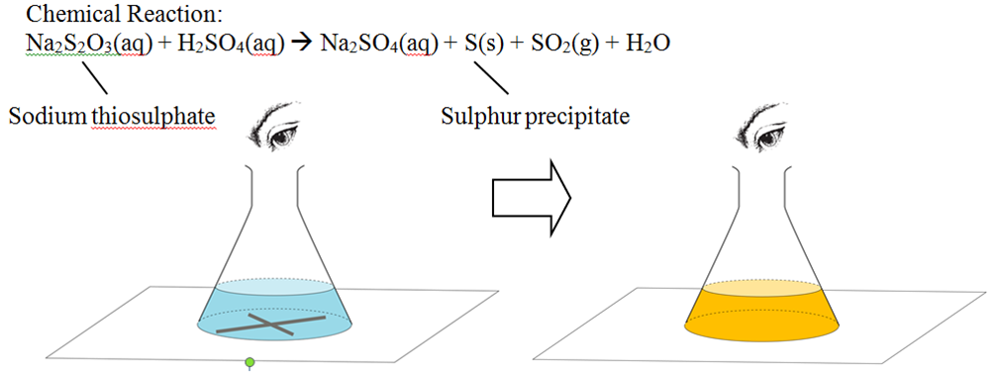 Chemical Reaction:
Na₂S₂O₃(aq) + H₂SO₄(aq) → Na₂SO₄(aq) + S(s) + SO₂(g) + H₂O
Sodium thiosulphate
Sulphur precipitate